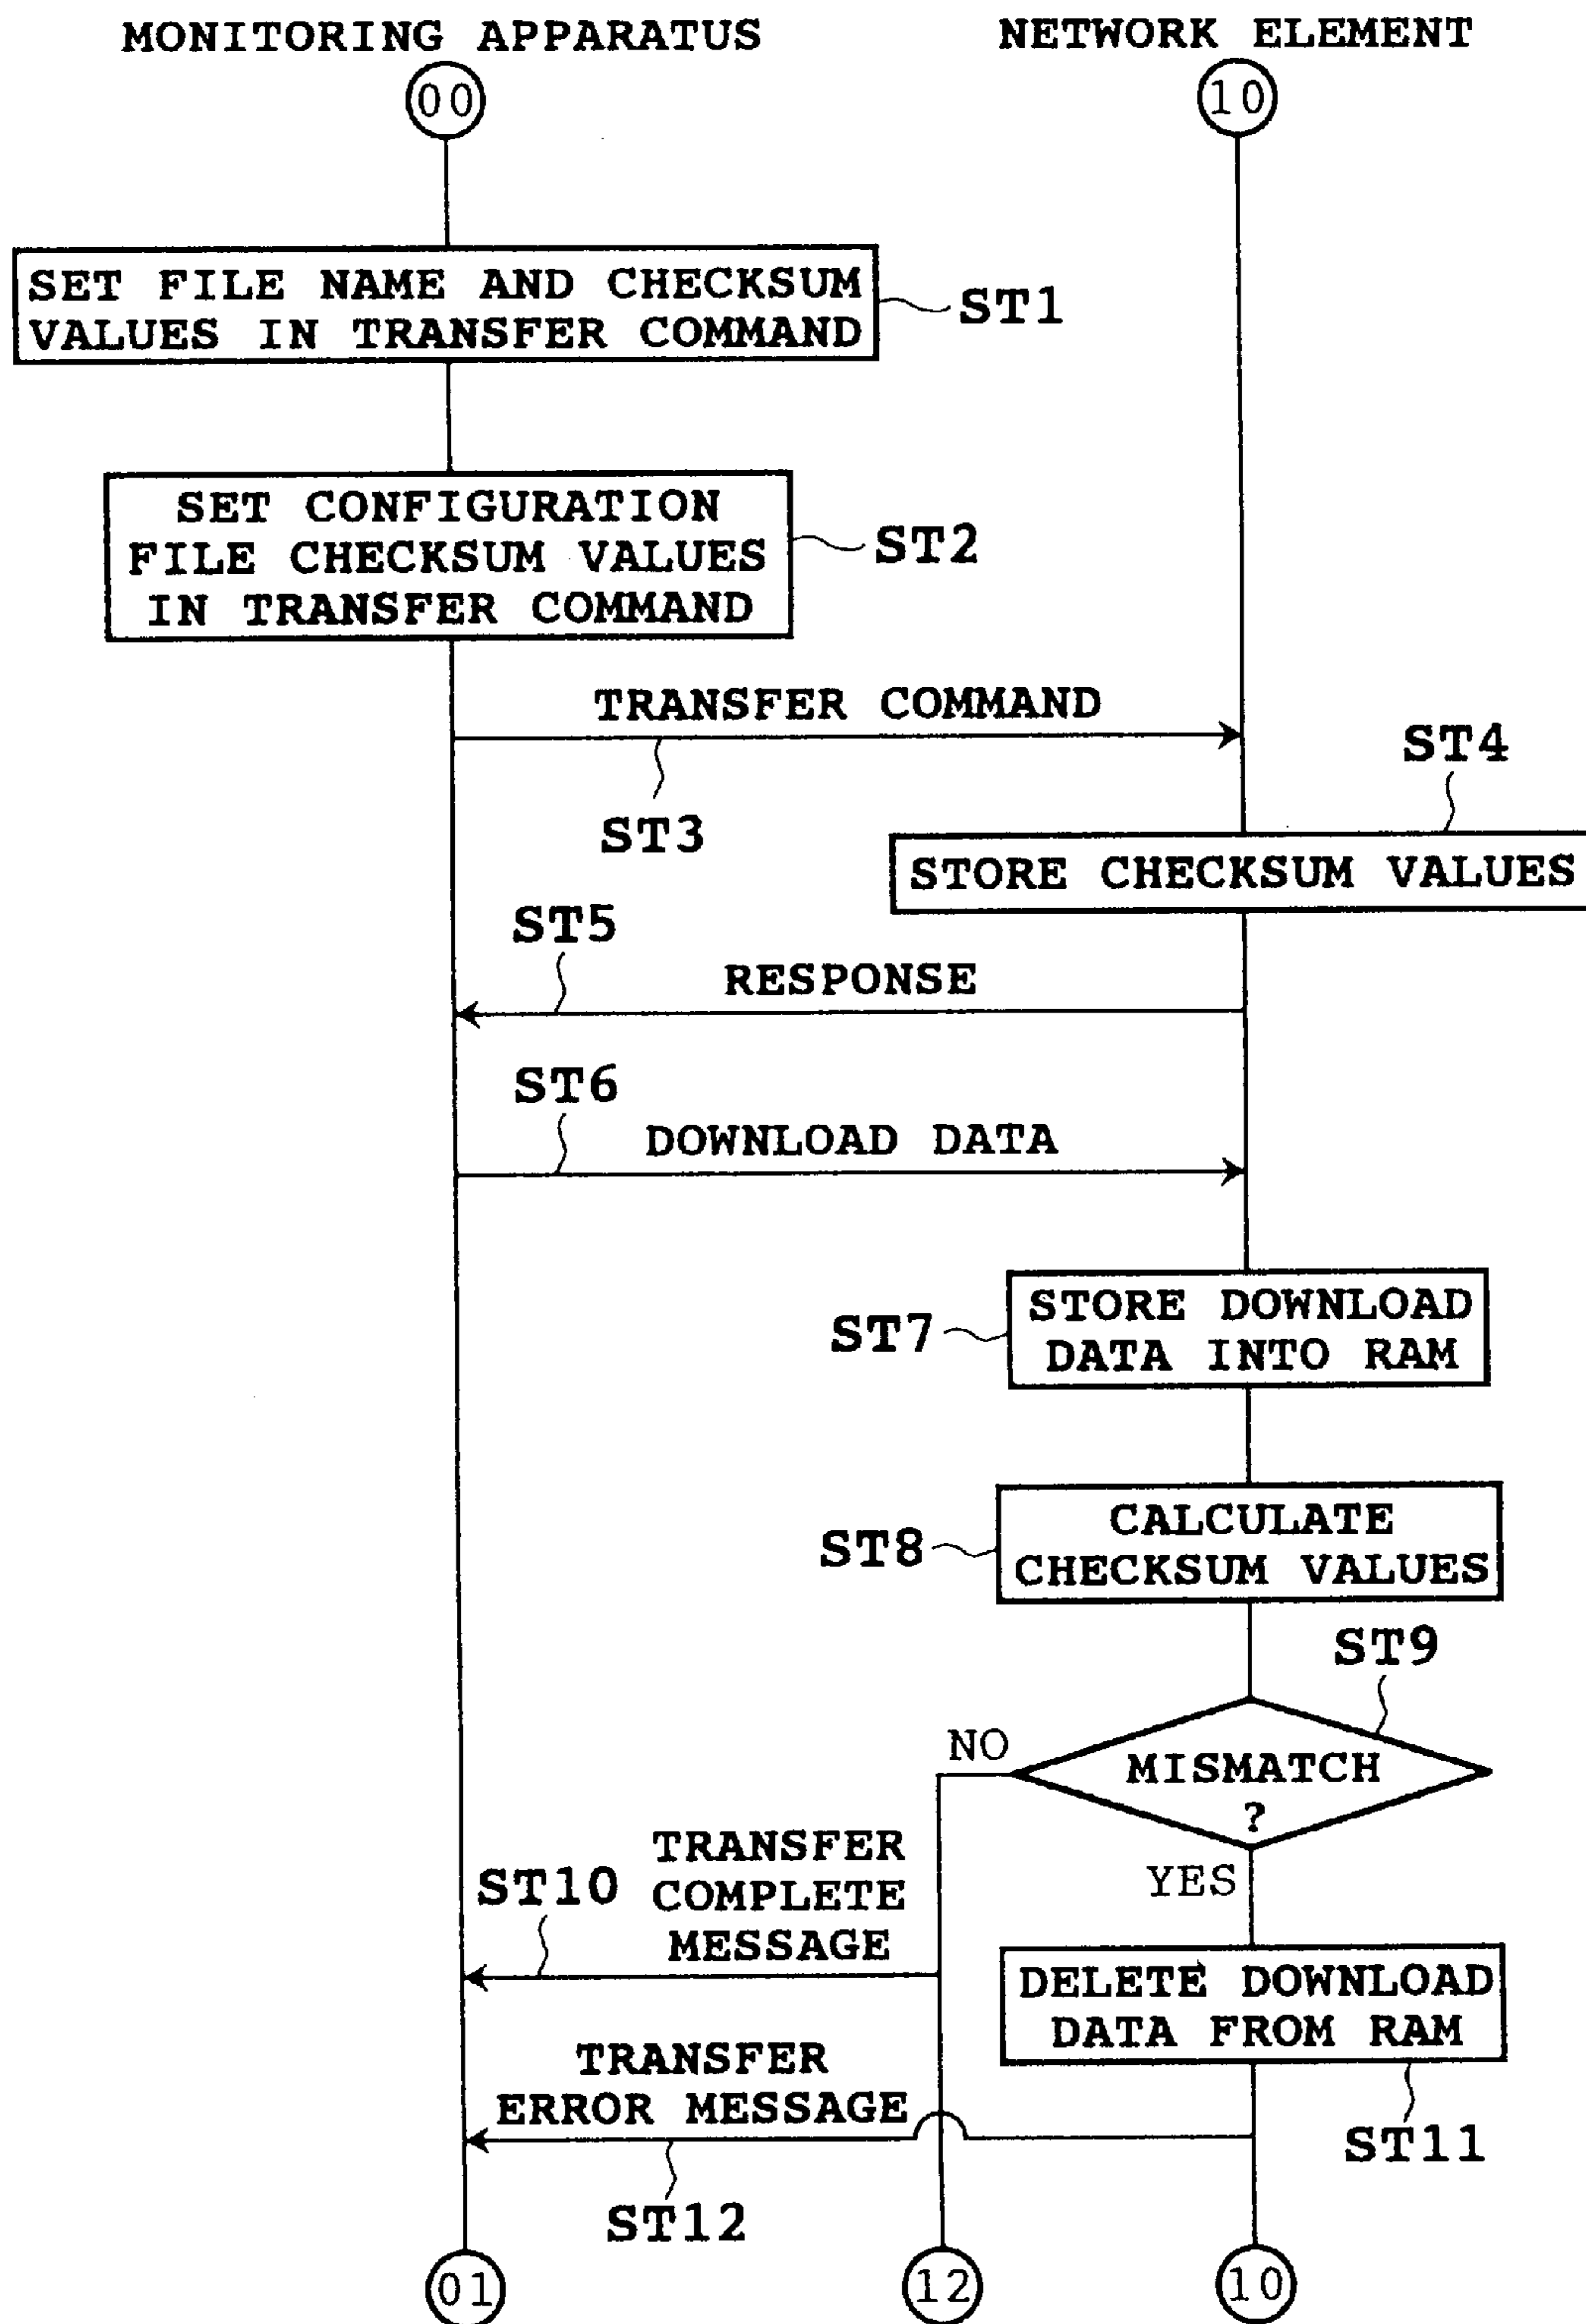 MONITORING APPARATUS
NETWORK ELEMENT
00
10
SET FILE NAME AND CHECKSUM
VALUES IN TRANSFER COMMAND
ST1
SET CONFIGURATION
FILE CHECKSUM VALUES
IN TRANSFER COMMAND
ST2
TRANSFER COMMAND
ST3
ST4
STORE CHECKSUM VALUES
ST5
RESPONSE
ST6
DOWNLOAD DATA
STORE DOWNLOAD
DATA INTO RAM
ST7
CALCULATE
CHECKSUM VALUES
ST8
ST9
NO
MISMATCH
?
YES
TRANSFER
COMPLETE
MESSAGE
ST10
DELETE DOWNLOAD
DATA FROM RAM
ST11
TRANSFER
ERROR MESSAGE
ST12
01
12
10